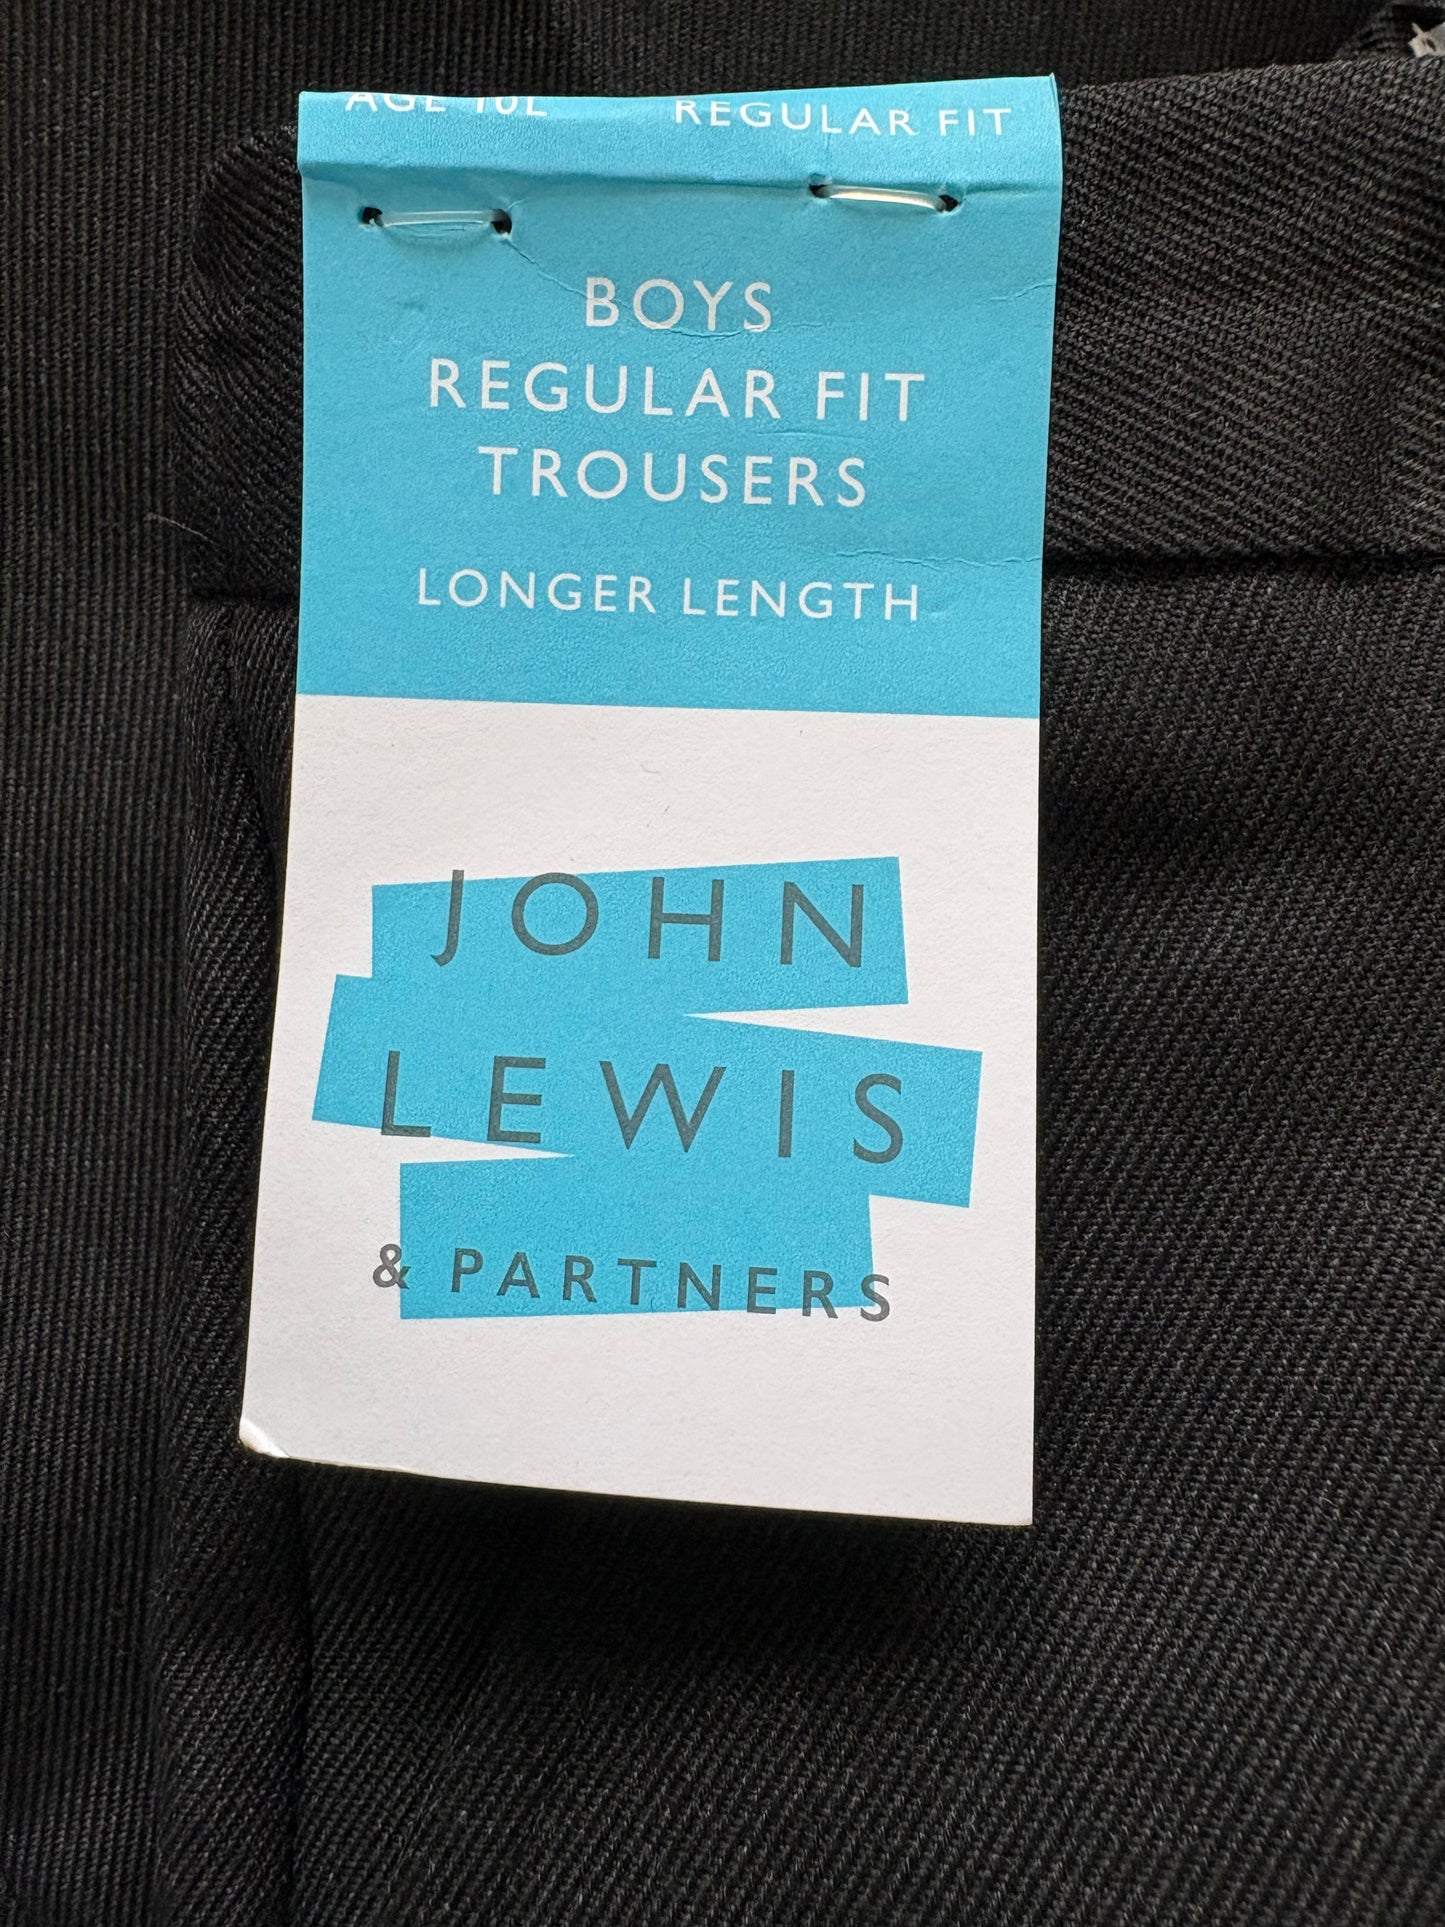 AGE 10L REGULAR FIT
BOYS
REGULAR FIT
TROUSERS
LONGER LENGTH
JOHN
LEWIS
& PARTNERS